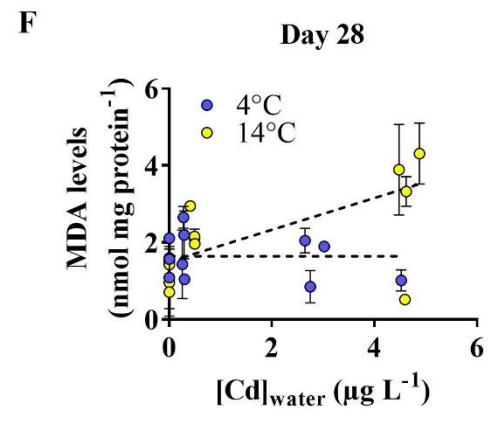 F
Day 28
4°C
14°C
MDA levels
(nmol mg protein⁻¹)
6
4
2
0
0 2 4 6
[Cd]water (µg L⁻¹)